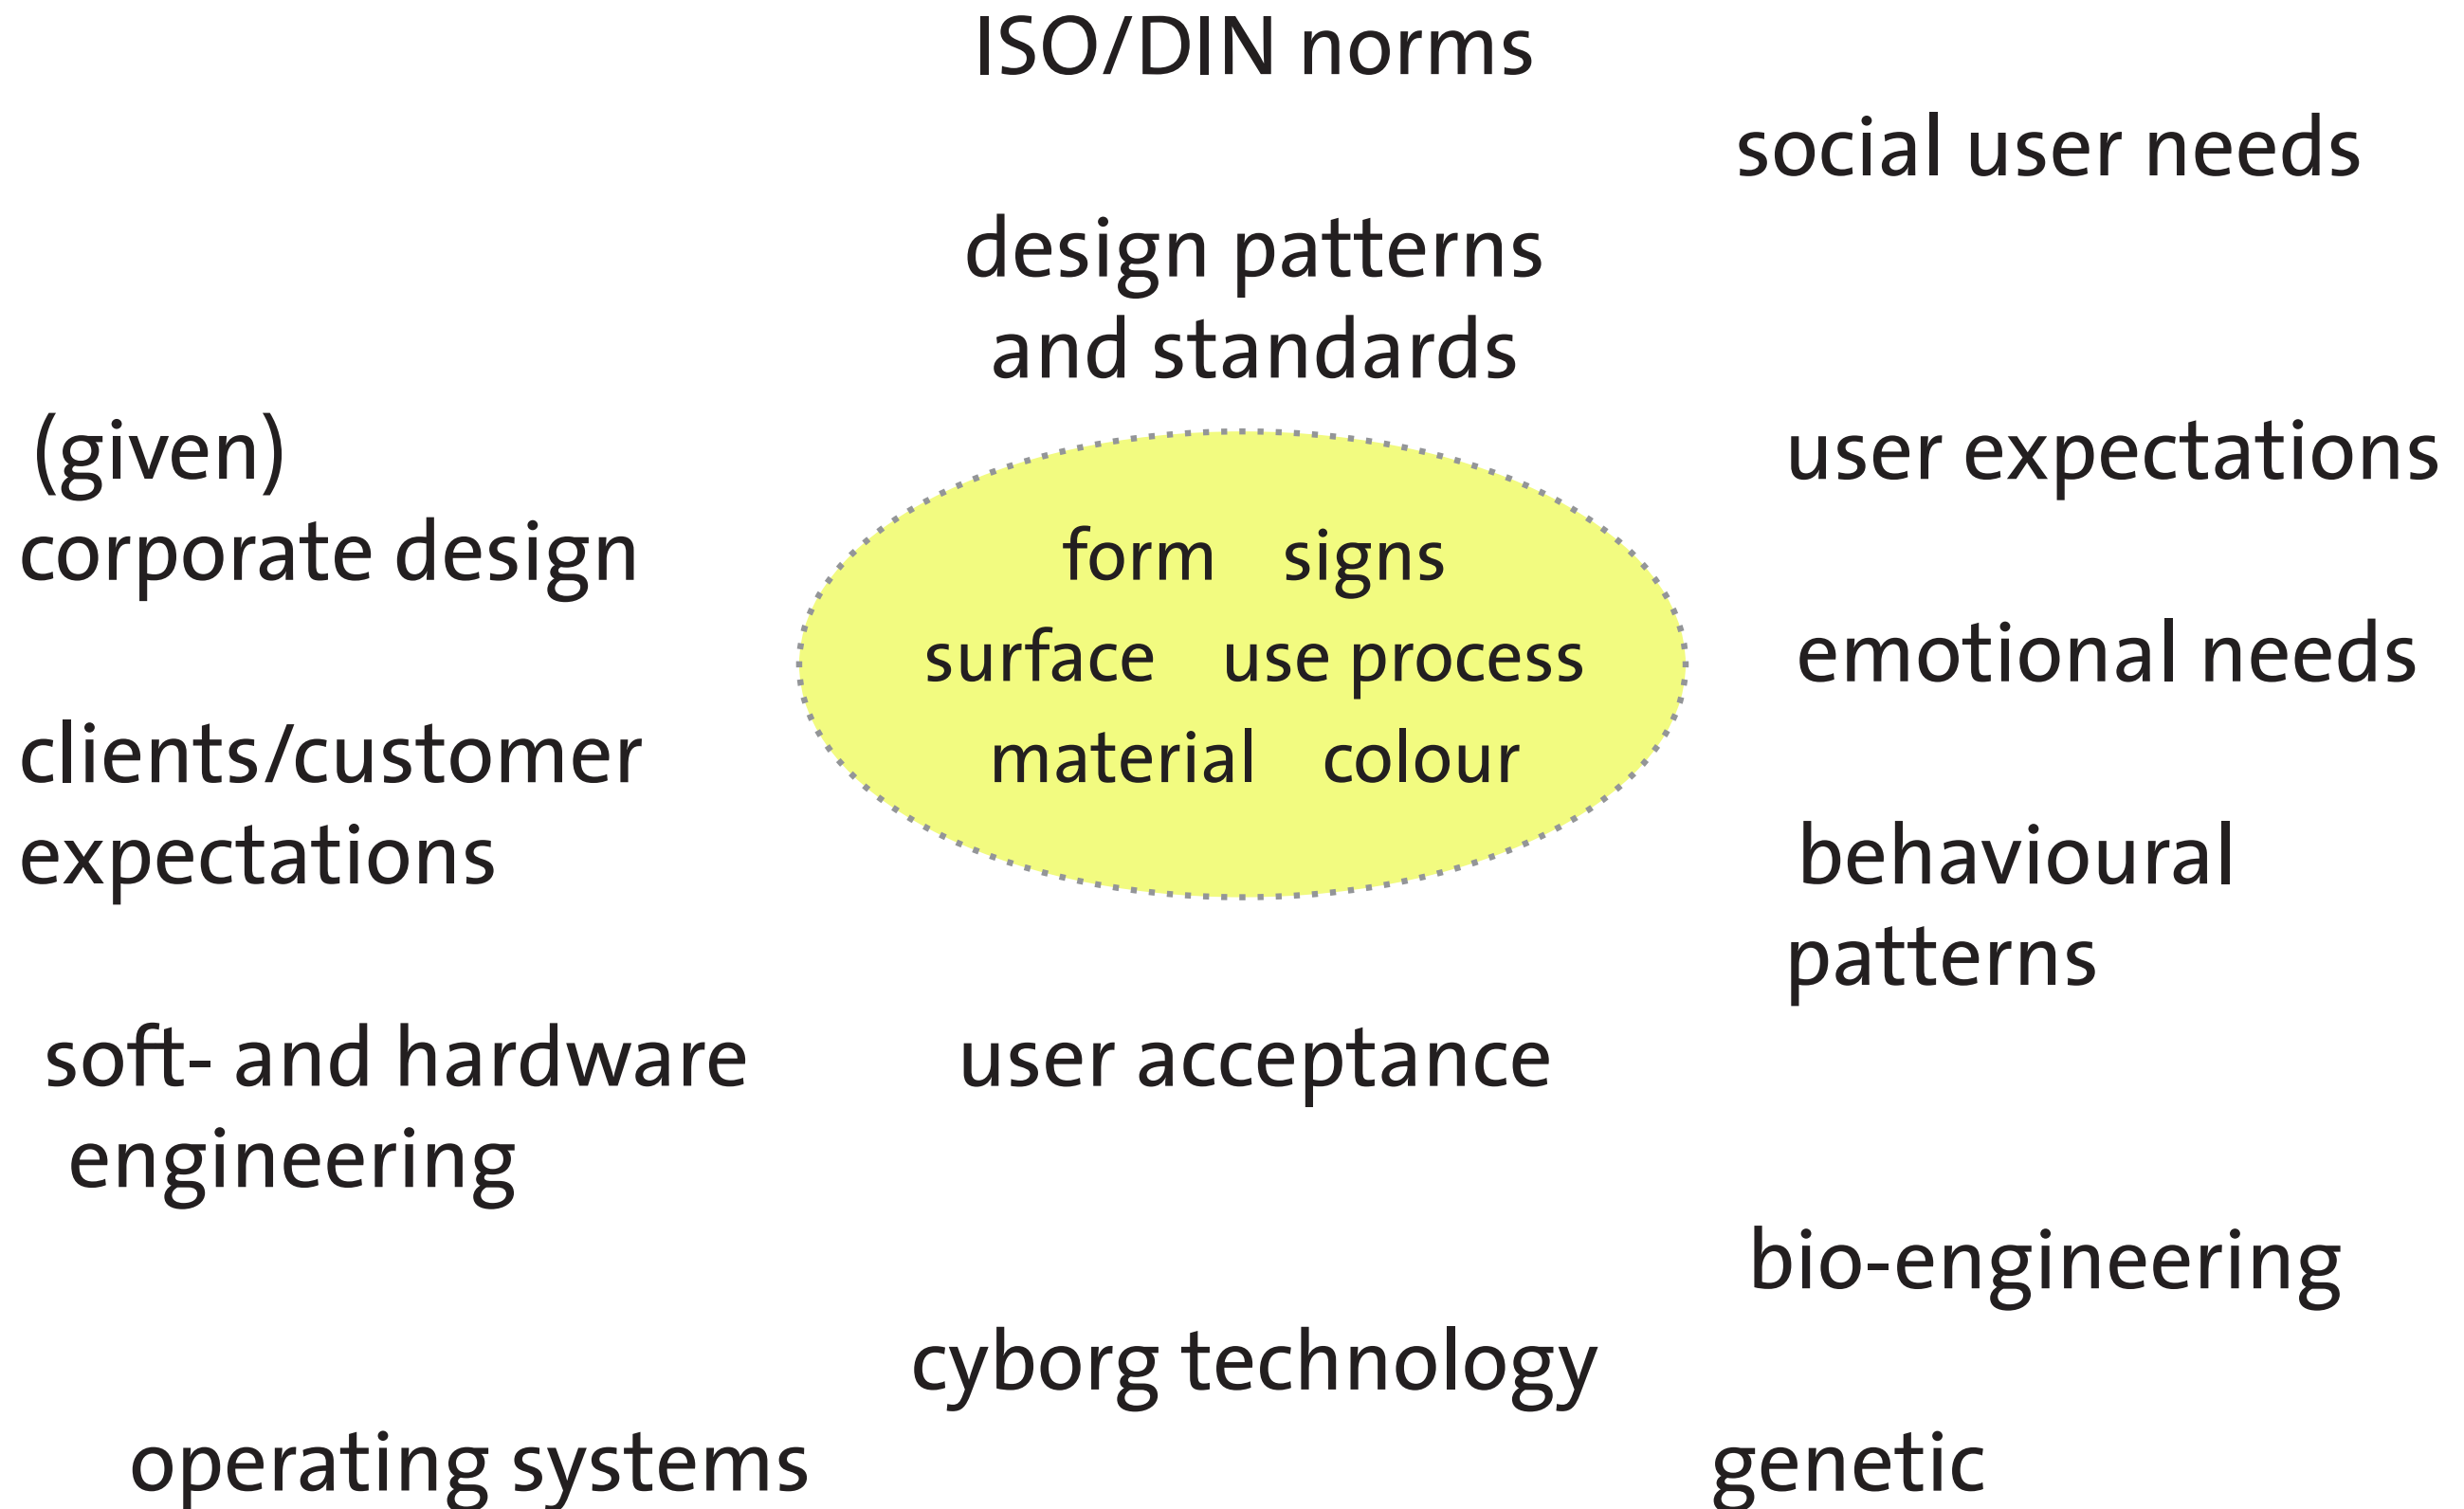 ISO/DIN norms
social user needs
design patterns
and standards
(given)
corporate design
user expectations
form signs
surface use process
material colour
emotional needs
clients/customer
expectations
behavioural
patterns
soft- and hardware
engineering
user acceptance
bio-engineering
cyborg technology
operating systems
genetic